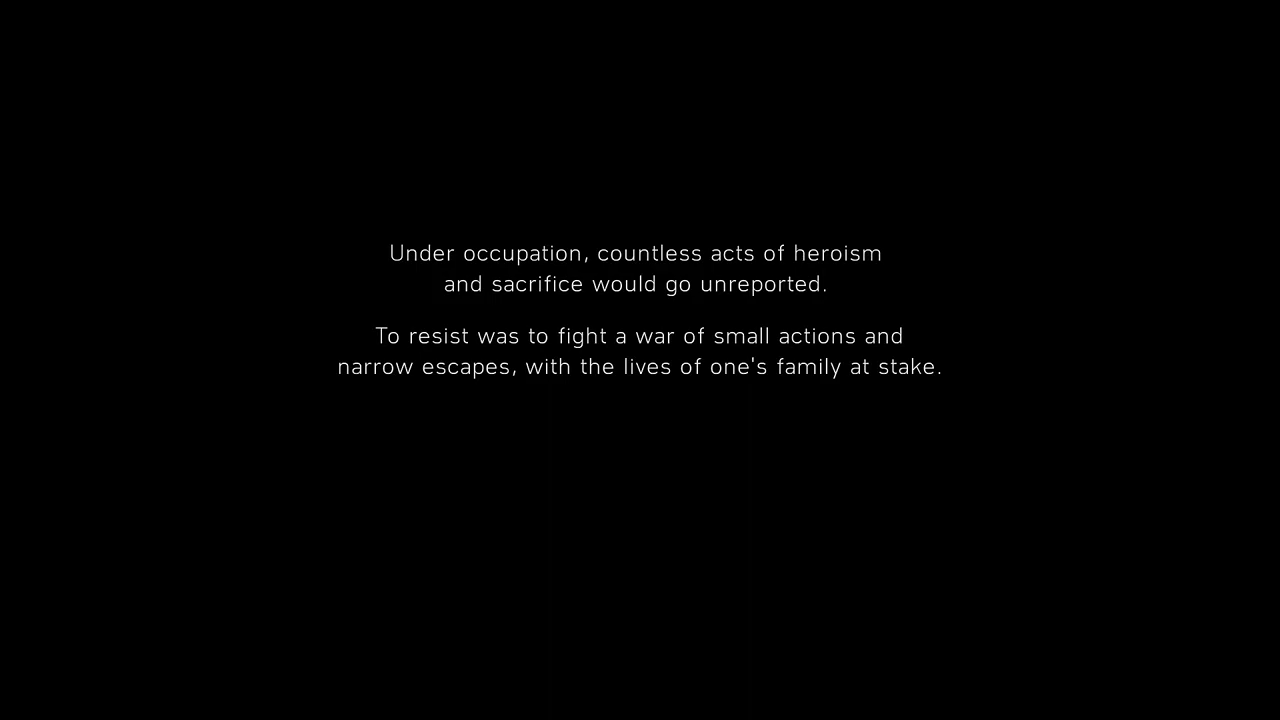 Under occupation, countless acts of heroism
and sacrifice would go unreported.
To resist was to fight a war of small actions and
narrow escapes, with the lives of one's family at stake.